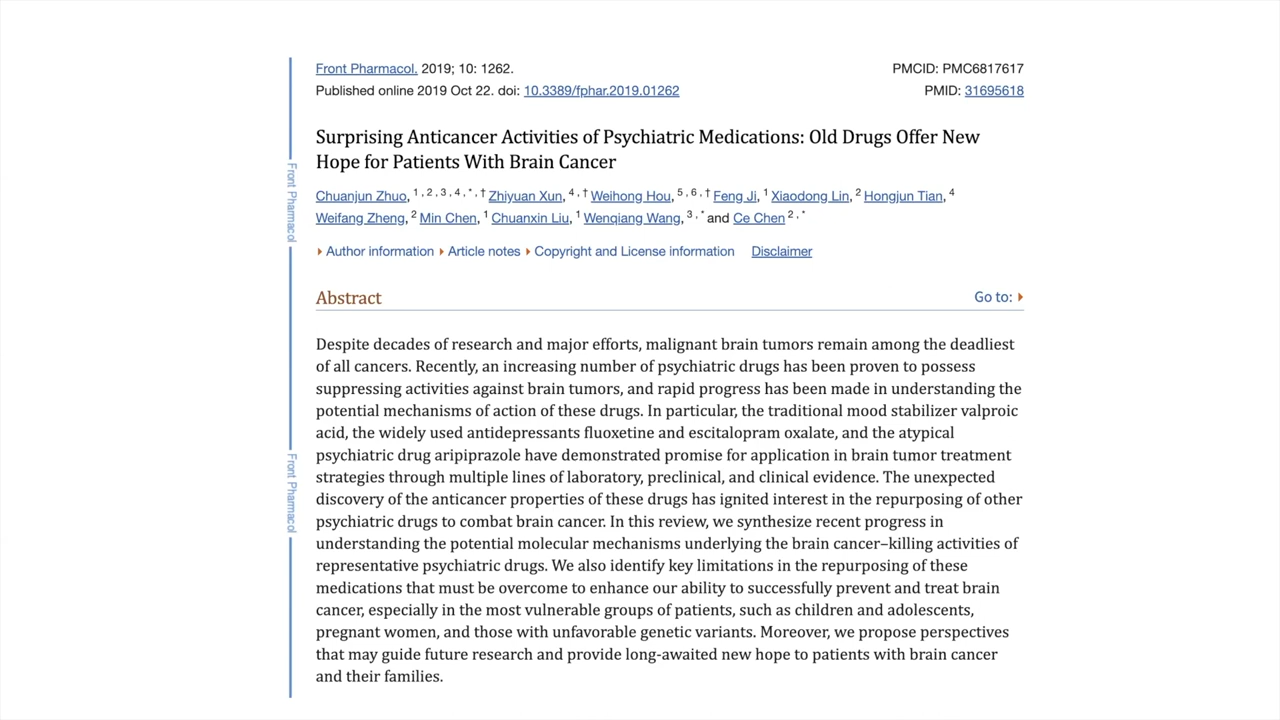 Front Pharmacol. 2019; 10: 1262.
PMCID: PMC6817617
Published online 2019 Oct 22. doi: 10.3389/fphar.2019.01262
PMID: 31695618
Surprising Anticancer Activities of Psychiatric Medications: Old Drugs Offer New
Hope for Patients With Brain Cancer
Chuanjun Zhuo, 1 , 2 , 3 , 4 , * , † Zhiyuan Xun, 4 , † Weihong Hou, 5 , 6 , † Feng Ji, 1 Xiaodong Lin, 2 Hongjun Tian, 4
Weifang Zheng, 2 Min Chen, 1 Chuanxin Liu, 1 Wenqiang Wang, 3 , * and Ce Chen 2 , *
Author information Article notes Copyright and License information Disclaimer
Abstract
Go to:
Despite decades of research and major efforts, malignant brain tumors remain among the deadliest
of all cancers. Recently, an increasing number of psychiatric drugs has been proven to possess
suppressing activities against brain tumors, and rapid progress has been made in understanding the
potential mechanisms of action of these drugs. In particular, the traditional mood stabilizer valproic
acid, the widely used antidepressants fluoxetine and escitalopram oxalate, and the atypical
psychiatric drug aripiprazole have demonstrated promise for application in brain tumor treatment
strategies through multiple lines of laboratory, preclinical, and clinical evidence. The unexpected
discovery of the anticancer properties of these drugs has ignited interest in the repurposing of other
psychiatric drugs to combat brain cancer. In this review, we synthesize recent progress in
understanding the potential molecular mechanisms underlying the brain cancer–killing activities of
representative psychiatric drugs. We also identify key limitations in the repurposing of these
medications that must be overcome to enhance our ability to successfully prevent and treat brain
cancer, especially in the most vulnerable groups of patients, such as children and adolescents,
pregnant women, and those with unfavorable genetic variants. Moreover, we propose perspectives
that may guide future research and provide long-awaited new hope to patients with brain cancer
and their families.
Front Pharmacol
Front Pharmacol